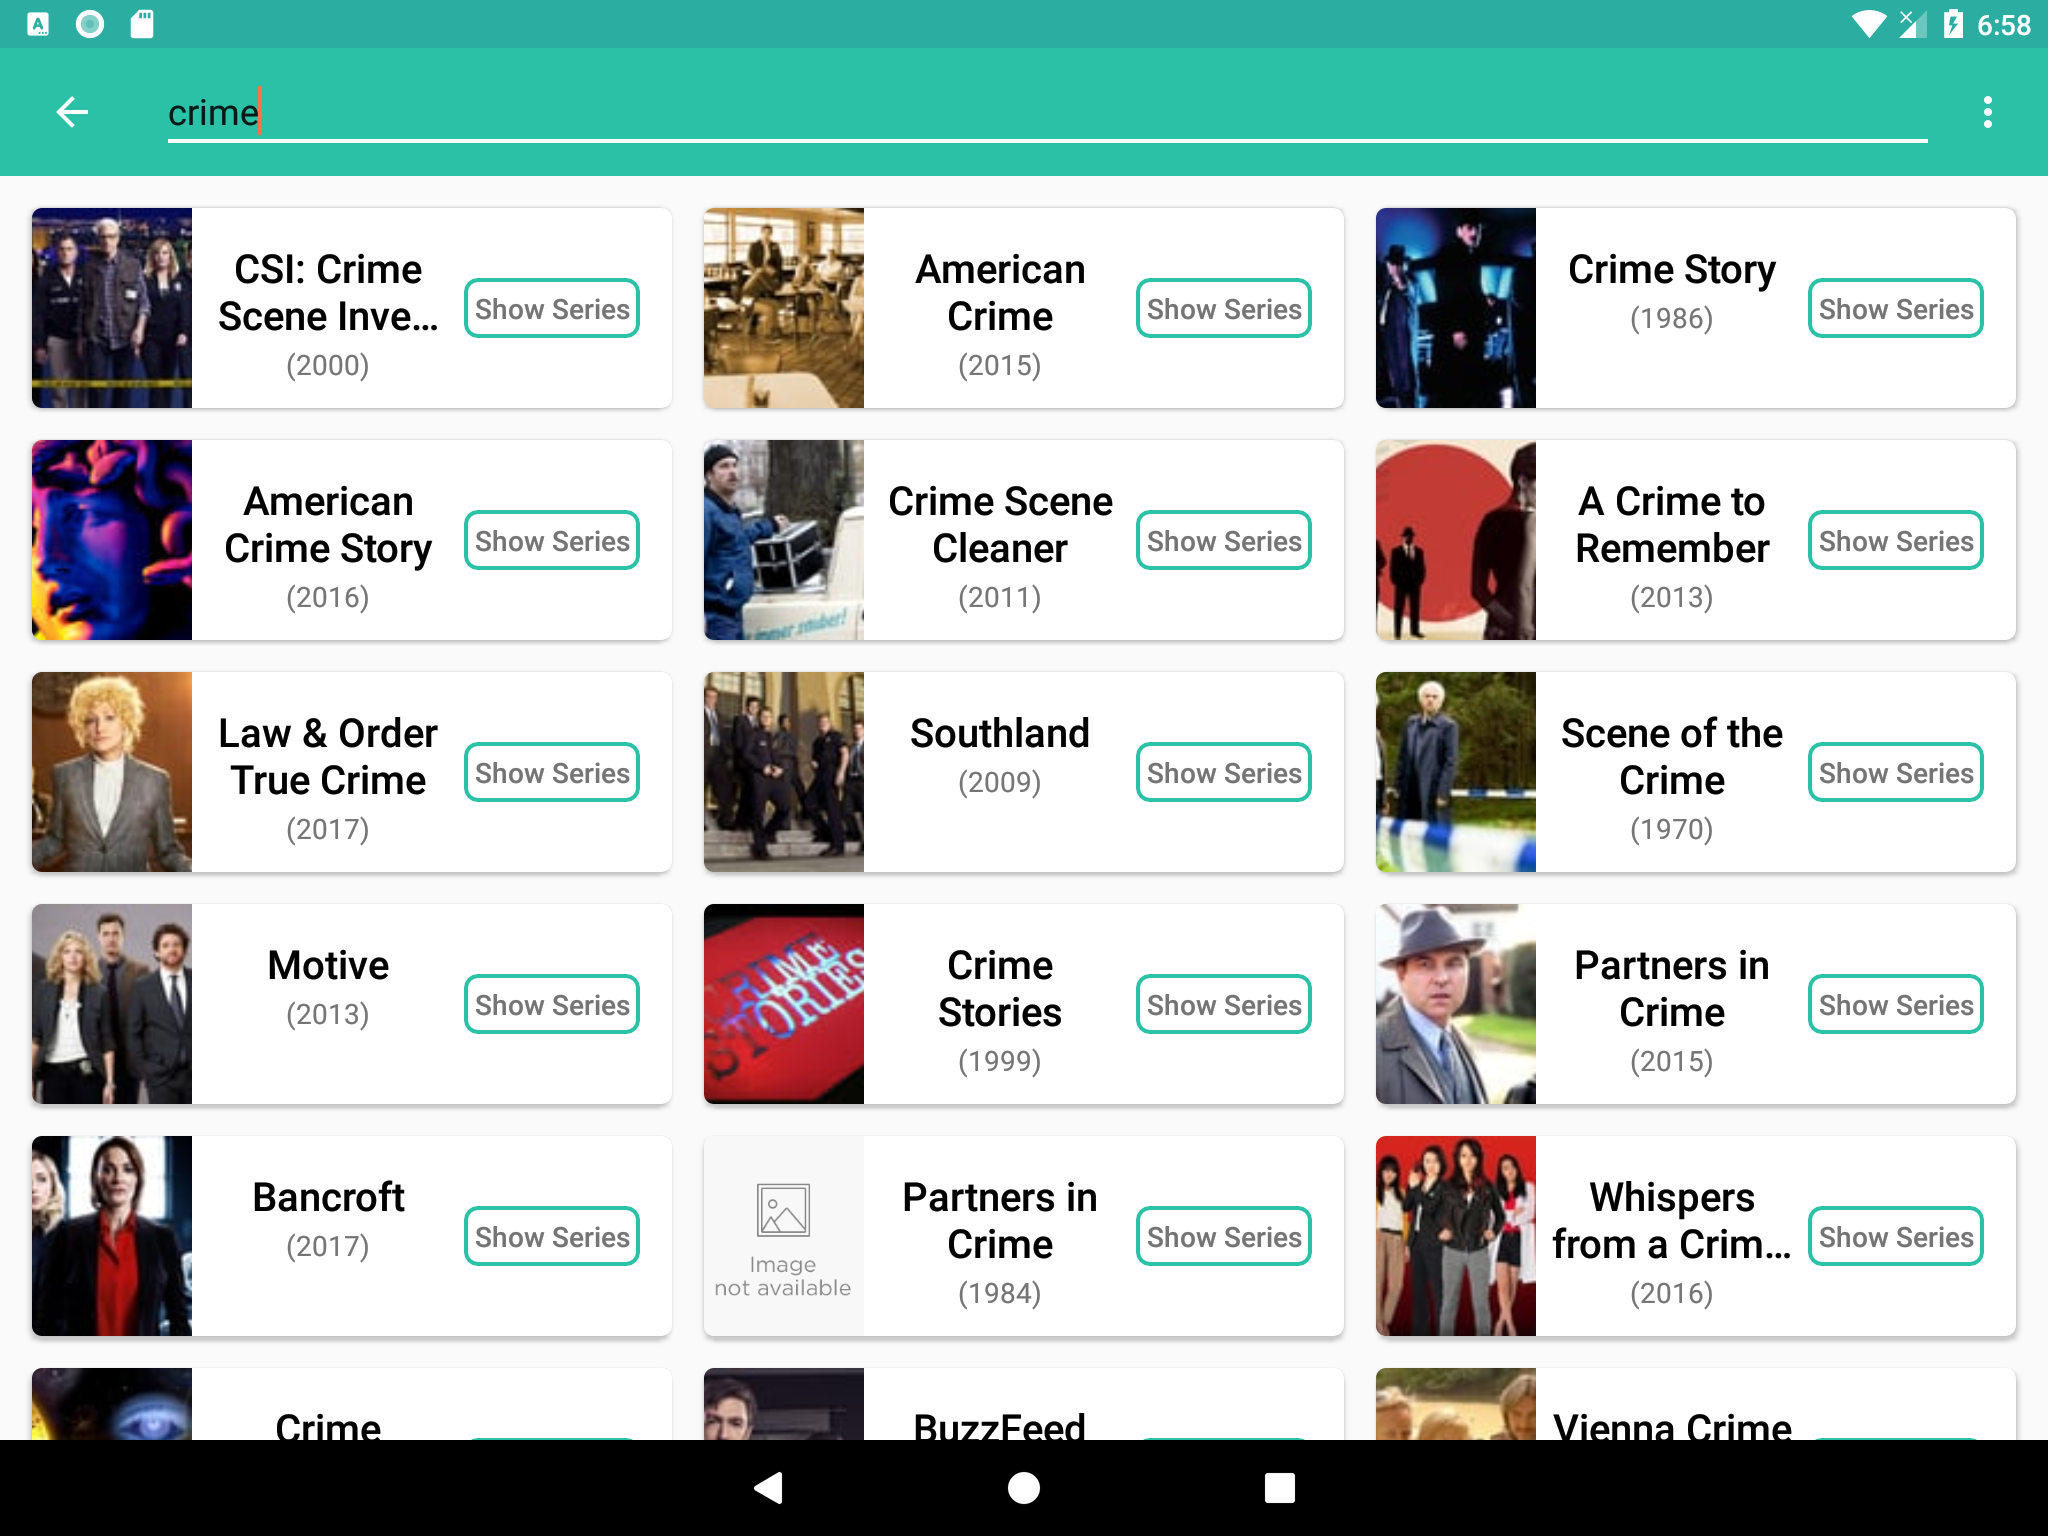 6:58
crime
CSI: Crime
Scene Inve...
(2000)
Show Series
American
Crime
(2015)
Show Series
Crime Story
(1986)
Show Series
American
Crime Story
(2016)
Show Series
Crime Scene
Cleaner
(2011)
Show Series
immer sauber!
A Crime to
Remember
(2013)
Show Series
Law & Order
True Crime
(2017)
Show Series
Southland
(2009)
Show Series
Scene of the
Crime
(1970)
Show Series
Motive
(2013)
Show Series
CRIME
STORIES
Crime
Stories
(1999)
Show Series
Partners in
Crime
(2015)
Show Series
Bancroft
(2017)
Show Series
Image
not available
Partners in
Crime
(1984)
Show Series
Whispers
from a Crim...
(2016)
Show Series
Crime
BuzzFeed
Vienna Crime